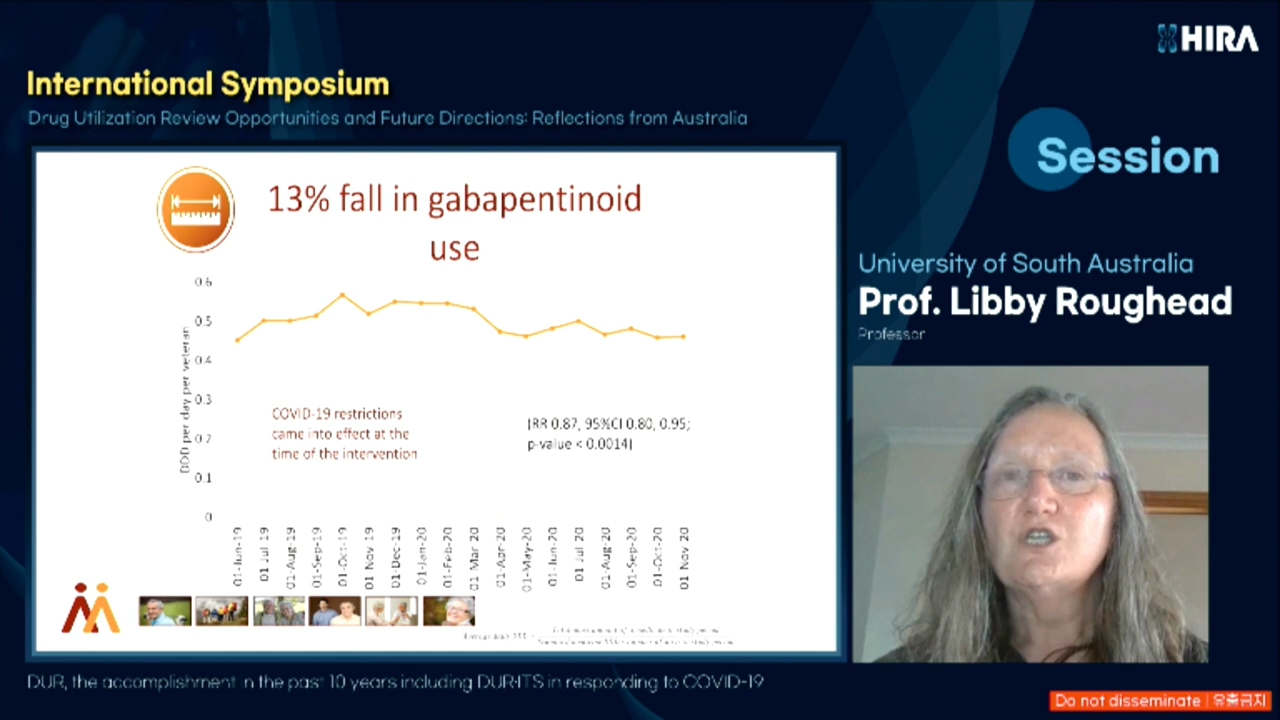 HIRA
International Symposium
Drug Utilization Review Opportunities and Future Directions: Reflections from Australia
Session
13% fall in gabapentinoid
use
University of South Australia
Prof. Libby Roughead
Professor
DDD per day per veteran
0.6
0.5
0.4
0.3
0.2
0.1
0
COVID-19 restrictions
came into effect at the
time of the intervention
(RR 0.87, 95%CI 0.80, 0.95;
p-value < 0.0014)
01-Jun-19
01 Jul 19
01-Aug-19
01-Sep-19
01-Oct-19
01 Nov 19
01-Dec-19
01-Jan-20
01-Feb-20
01 Mar 20
01-Apr-20
01-May-20
01-Jun-20
01 Jul 20
01-Aug-20
01-Sep-20
01-Oct-20
01 Nov 20
DUR, the accomplishment in the past 10 years including DUR-ITS in responding to COVID-19
Do not disseminate | 유출금지